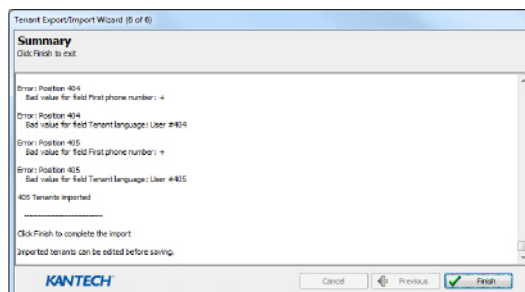 Tenant Export/Import Wizard (6 of 6)
Summary
Click Finish to exit
Error: Position 404
Bad value for field First phone number: +
Error: Position 404
Bad value for field Tenant language: User #404
Error: Position 405
Bad value for field First phone number: +
Error: Position 405
Bad value for field Tenant language: User #405
405 Tenants imported
----------------------------
Click Finish to complete the import
Imported tenants can be edited before saving.
KANTECH
Cancel
Previous
Finish